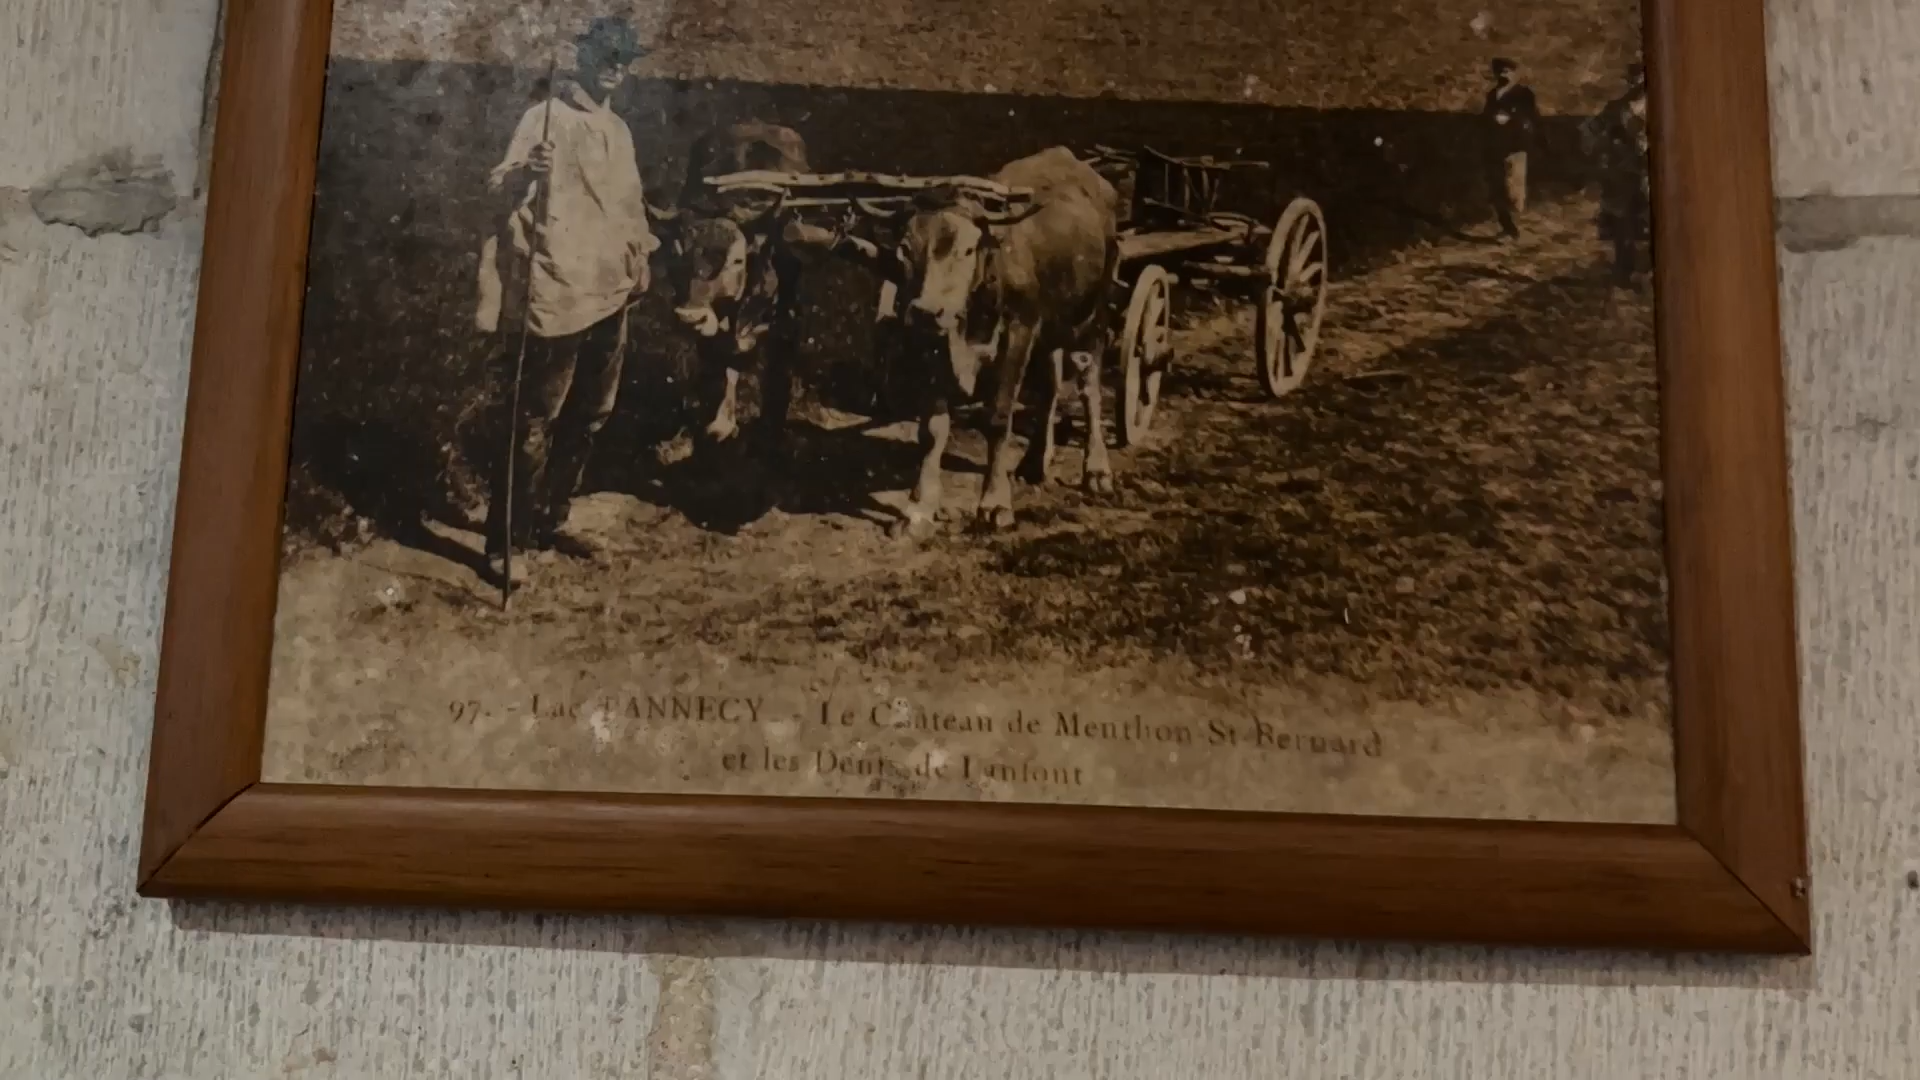 97. - Lac D'ANNECY - Le Château de Menthon-St-Bernard
et les Dents de Lanfont